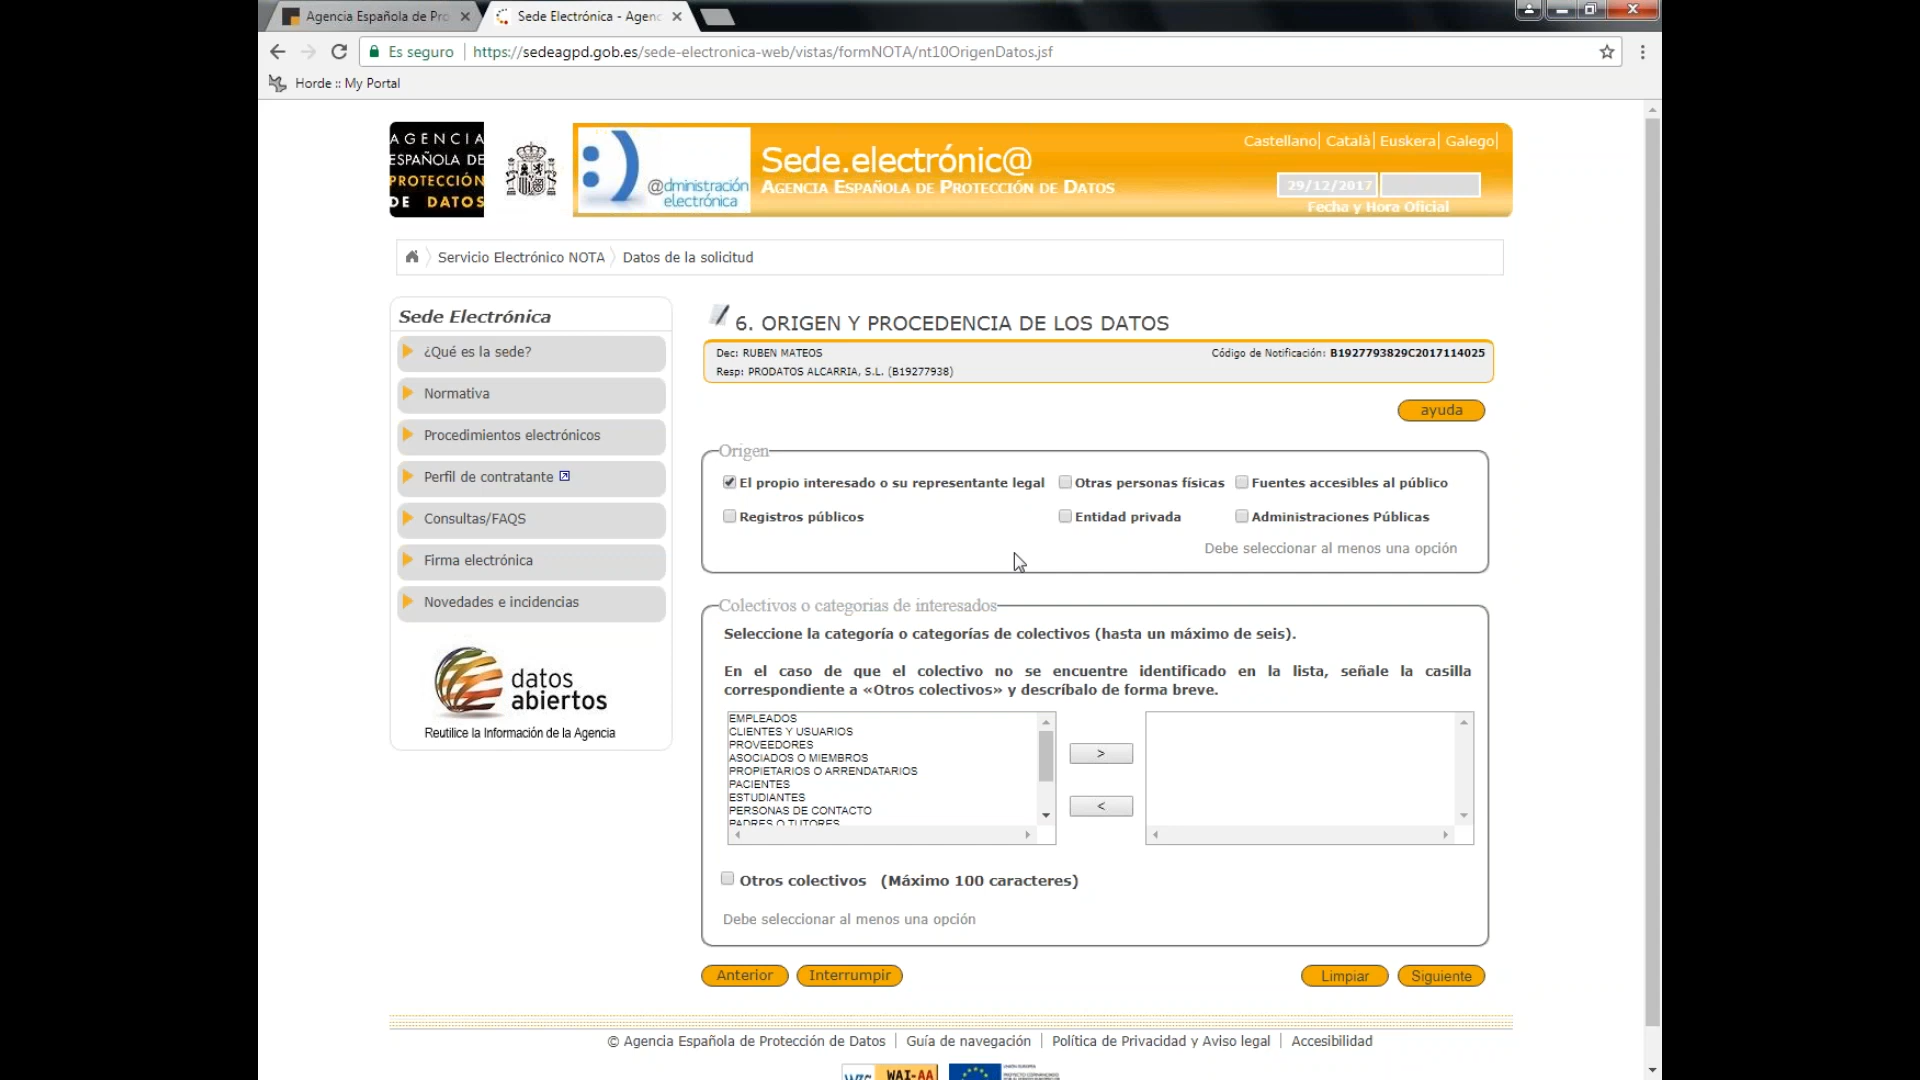 Agencia Española de Pro
Sede Electrónica - Agenc
Es seguro
https://sedeagpd.gob.es/sede-electronica-web/vistas/formNOTA/nt10OrigenDatos.jsf
Horde :: My Portal
AGENCIA
ESPAÑOLA DE
PROTECCIÓN
DE DATOS
@dministración
electrónica
Sede.electrónic@
AGENCIA ESPAÑOLA DE PROTECCIÓN DE DATOS
Castellano| Català| Euskera| Galego|
29/12/2017
Fecha y Hora Oficial
Servicio Electrónico NOTA
Datos de la solicitud
Sede Electrónica
¿Qué es la sede?
Normativa
Procedimientos electrónicos
Perfil de contratante
Consultas/FAQS
Firma electrónica
Novedades e incidencias
datos
abiertos
Reutilice la Información de la Agencia
6. ORIGEN Y PROCEDENCIA DE LOS DATOS
Dec: RUBEN MATEOS
Código de Notificación: B1927793829C2017114025
Resp: PRODATOS ALCARRIA, S.L. (B19277938)
ayuda
Origen
El propio interesado o su representante legal
Otras personas físicas
Fuentes accesibles al público
Registros públicos
Entidad privada
Administraciones Públicas
Debe seleccionar al menos una opción
Colectivos o categorias de interesados
Seleccione la categoría o categorías de colectivos (hasta un máximo de seis).
En el caso de que el colectivo no se encuentre identificado en la lista, señale la casilla
correspondiente a «Otros colectivos» y descríbalo de forma breve.
EMPLEADOS
CLIENTES Y USUARIOS
PROVEEDORES
ASOCIADOS O MIEMBROS
PROPIETARIOS O ARRENDATARIOS
PACIENTES
ESTUDIANTES
PERSONAS DE CONTACTO
PADRES O TUTORES
>
<
Otros colectivos (Máximo 100 caracteres)
Debe seleccionar al menos una opción
Anterior
Interrumpir
Limpiar
Siguiente
© Agencia Española de Protección de Datos | Guía de navegación | Política de Privacidad y Aviso legal | Accesibilidad
WAI-AA